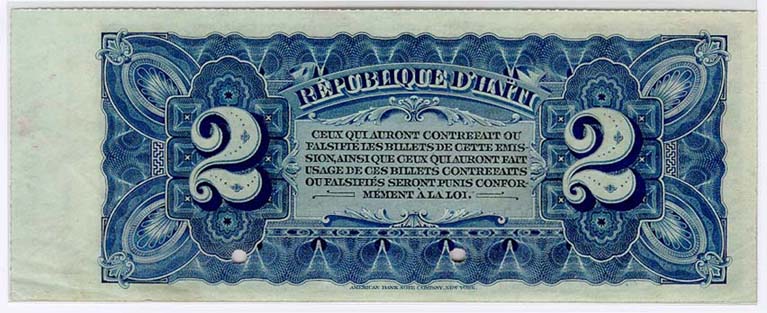 RÉPUBLIQUE D'HAÏTI
2 2
CEUX QUI AURONT CONTREFAIT OU
FALSIFIÉ LES BILLETS DE CETTE EMIS-
SION, AINSI QUE CEUX QUI AURONT FAIT
USAGE DE CES BILLETS CONTREFAITS
OU FALSIFIÉS SERONT PUNIS CONFOR-
MÉMENT À LA LOI.
AMERICAN BANK NOTE COMPANY, NEW YORK.